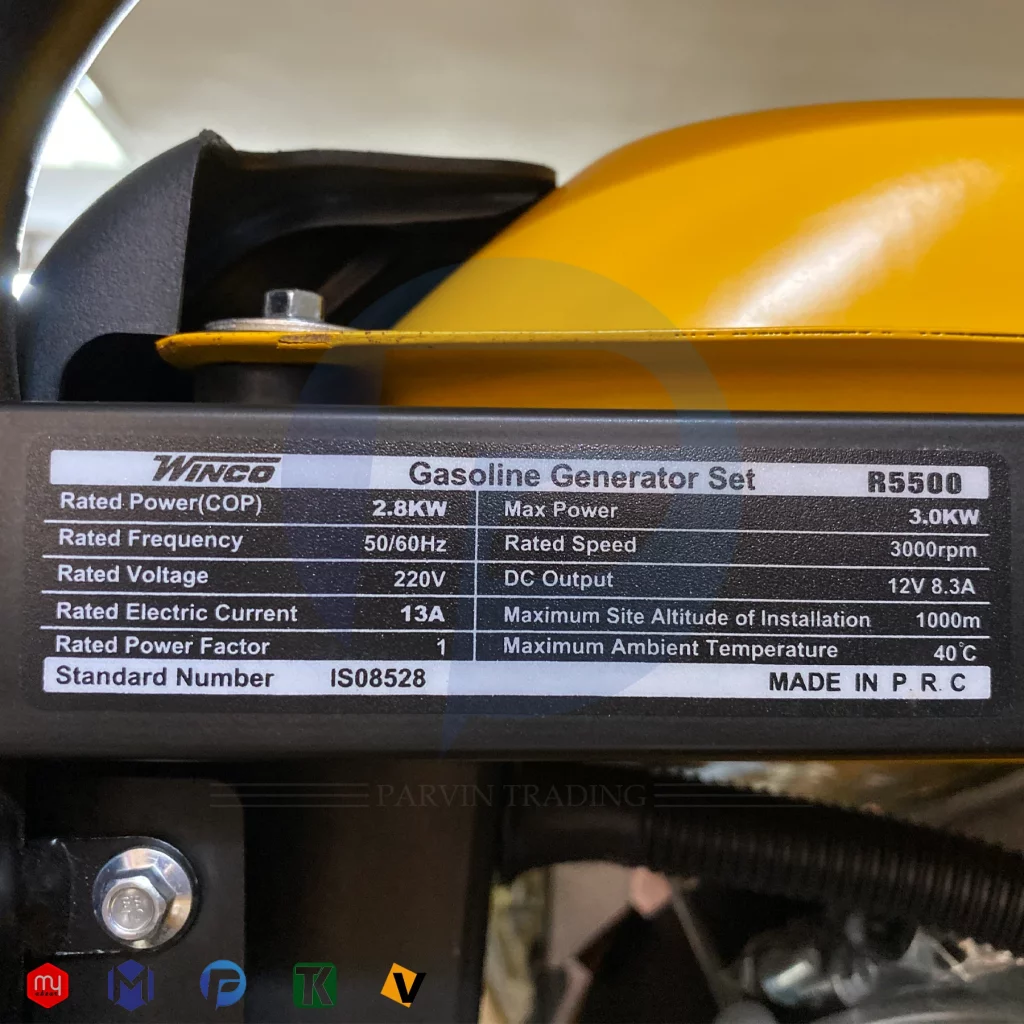 WINCO Gasoline Generator Set R5500
Rated Power(COP) 2.8KW Max Power 3.0KW
Rated Frequency 50/60Hz Rated Speed 3000rpm
Rated Voltage 220V DC Output 12V 8.3A
Rated Electric Current 13A Maximum Site Altitude of Installation 1000m
Rated Power Factor 1 Maximum Ambient Temperature 40℃
Standard Number IS08528 MADE IN P. R. C
PARVIN TRADING
my